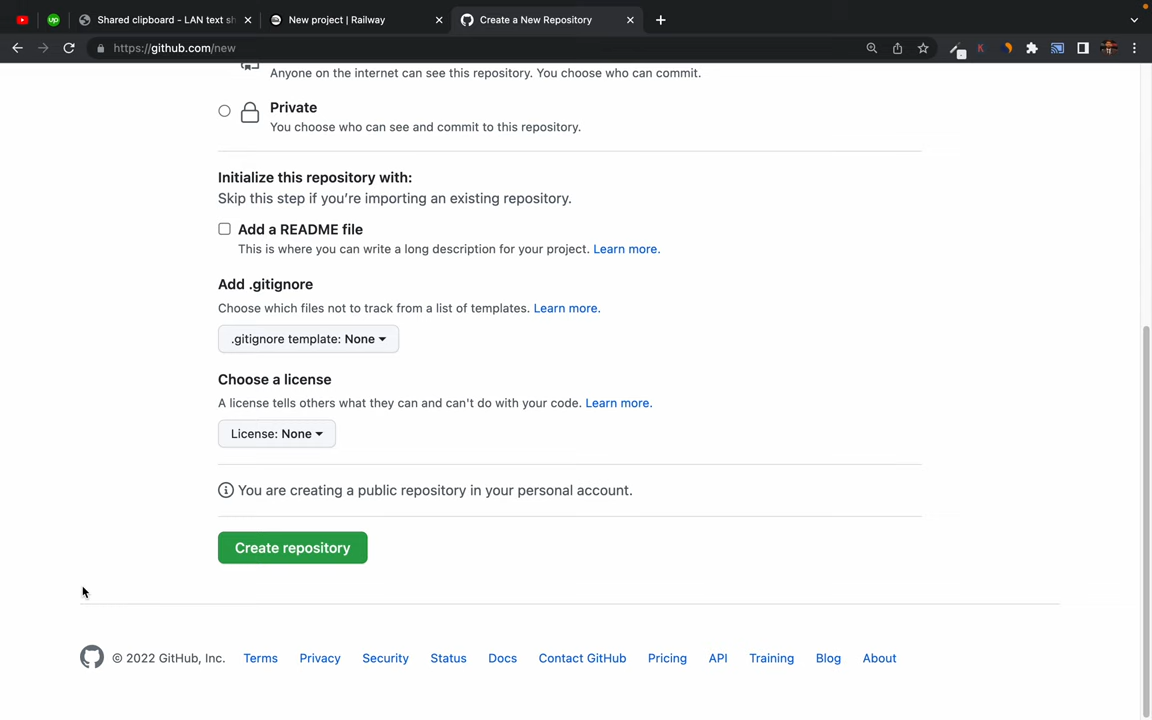 Shared clipboard - LAN text sh
New project | Railway
Create a New Repository
https://github.com/new
Anyone on the internet can see this repository. You choose who can commit.
Private
You choose who can see and commit to this repository.
Initialize this repository with:
Skip this step if you're importing an existing repository.
Add a README file
This is where you can write a long description for your project. Learn more.
Add .gitignore
Choose which files not to track from a list of templates. Learn more.
.gitignore template: None
Choose a license
A license tells others what they can and can't do with your code. Learn more.
License: None
You are creating a public repository in your personal account.
Create repository
© 2022 GitHub, Inc. Terms Privacy Security Status Docs Contact GitHub Pricing API Training Blog About